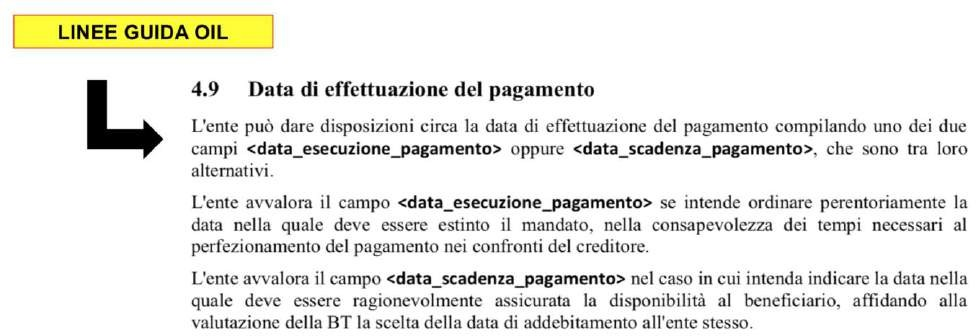 LINEE GUIDA OIL
4.9 Data di effettuazione del pagamento
L'ente può dare disposizioni circa la data di effettuazione del pagamento compilando uno dei due
campi <data_esecuzione_pagamento> oppure <data_scadenza_pagamento>, che sono tra loro
alternativi.
L'ente avvalora il campo <data_esecuzione_pagamento> se intende ordinare perentoriamente la
data nella quale deve essere estinto il mandato, nella consapevolezza dei tempi necessari al
perfezionamento del pagamento nei confronti del creditore.
L'ente avvalora il campo <data_scadenza_pagamento> nel caso in cui intenda indicare la data nella
quale deve essere ragionevolmente assicurata la disponibilità al beneficiario, affidando alla
valutazione della BT la scelta della data di addebitamento all'ente stesso.